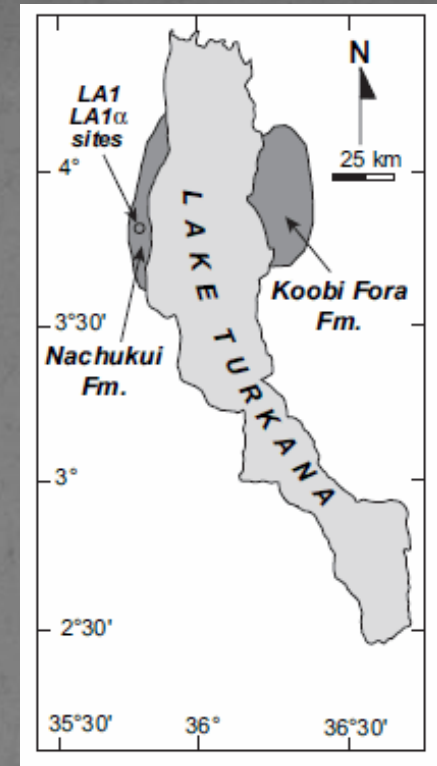 LA1
LA1α
sites
N
25 km
4°
LAKE TURKANA
Koobi Fora
Fm.
3°30'
Nachukui
Fm.
3°
2°30'
35°30' 36° 36°30'